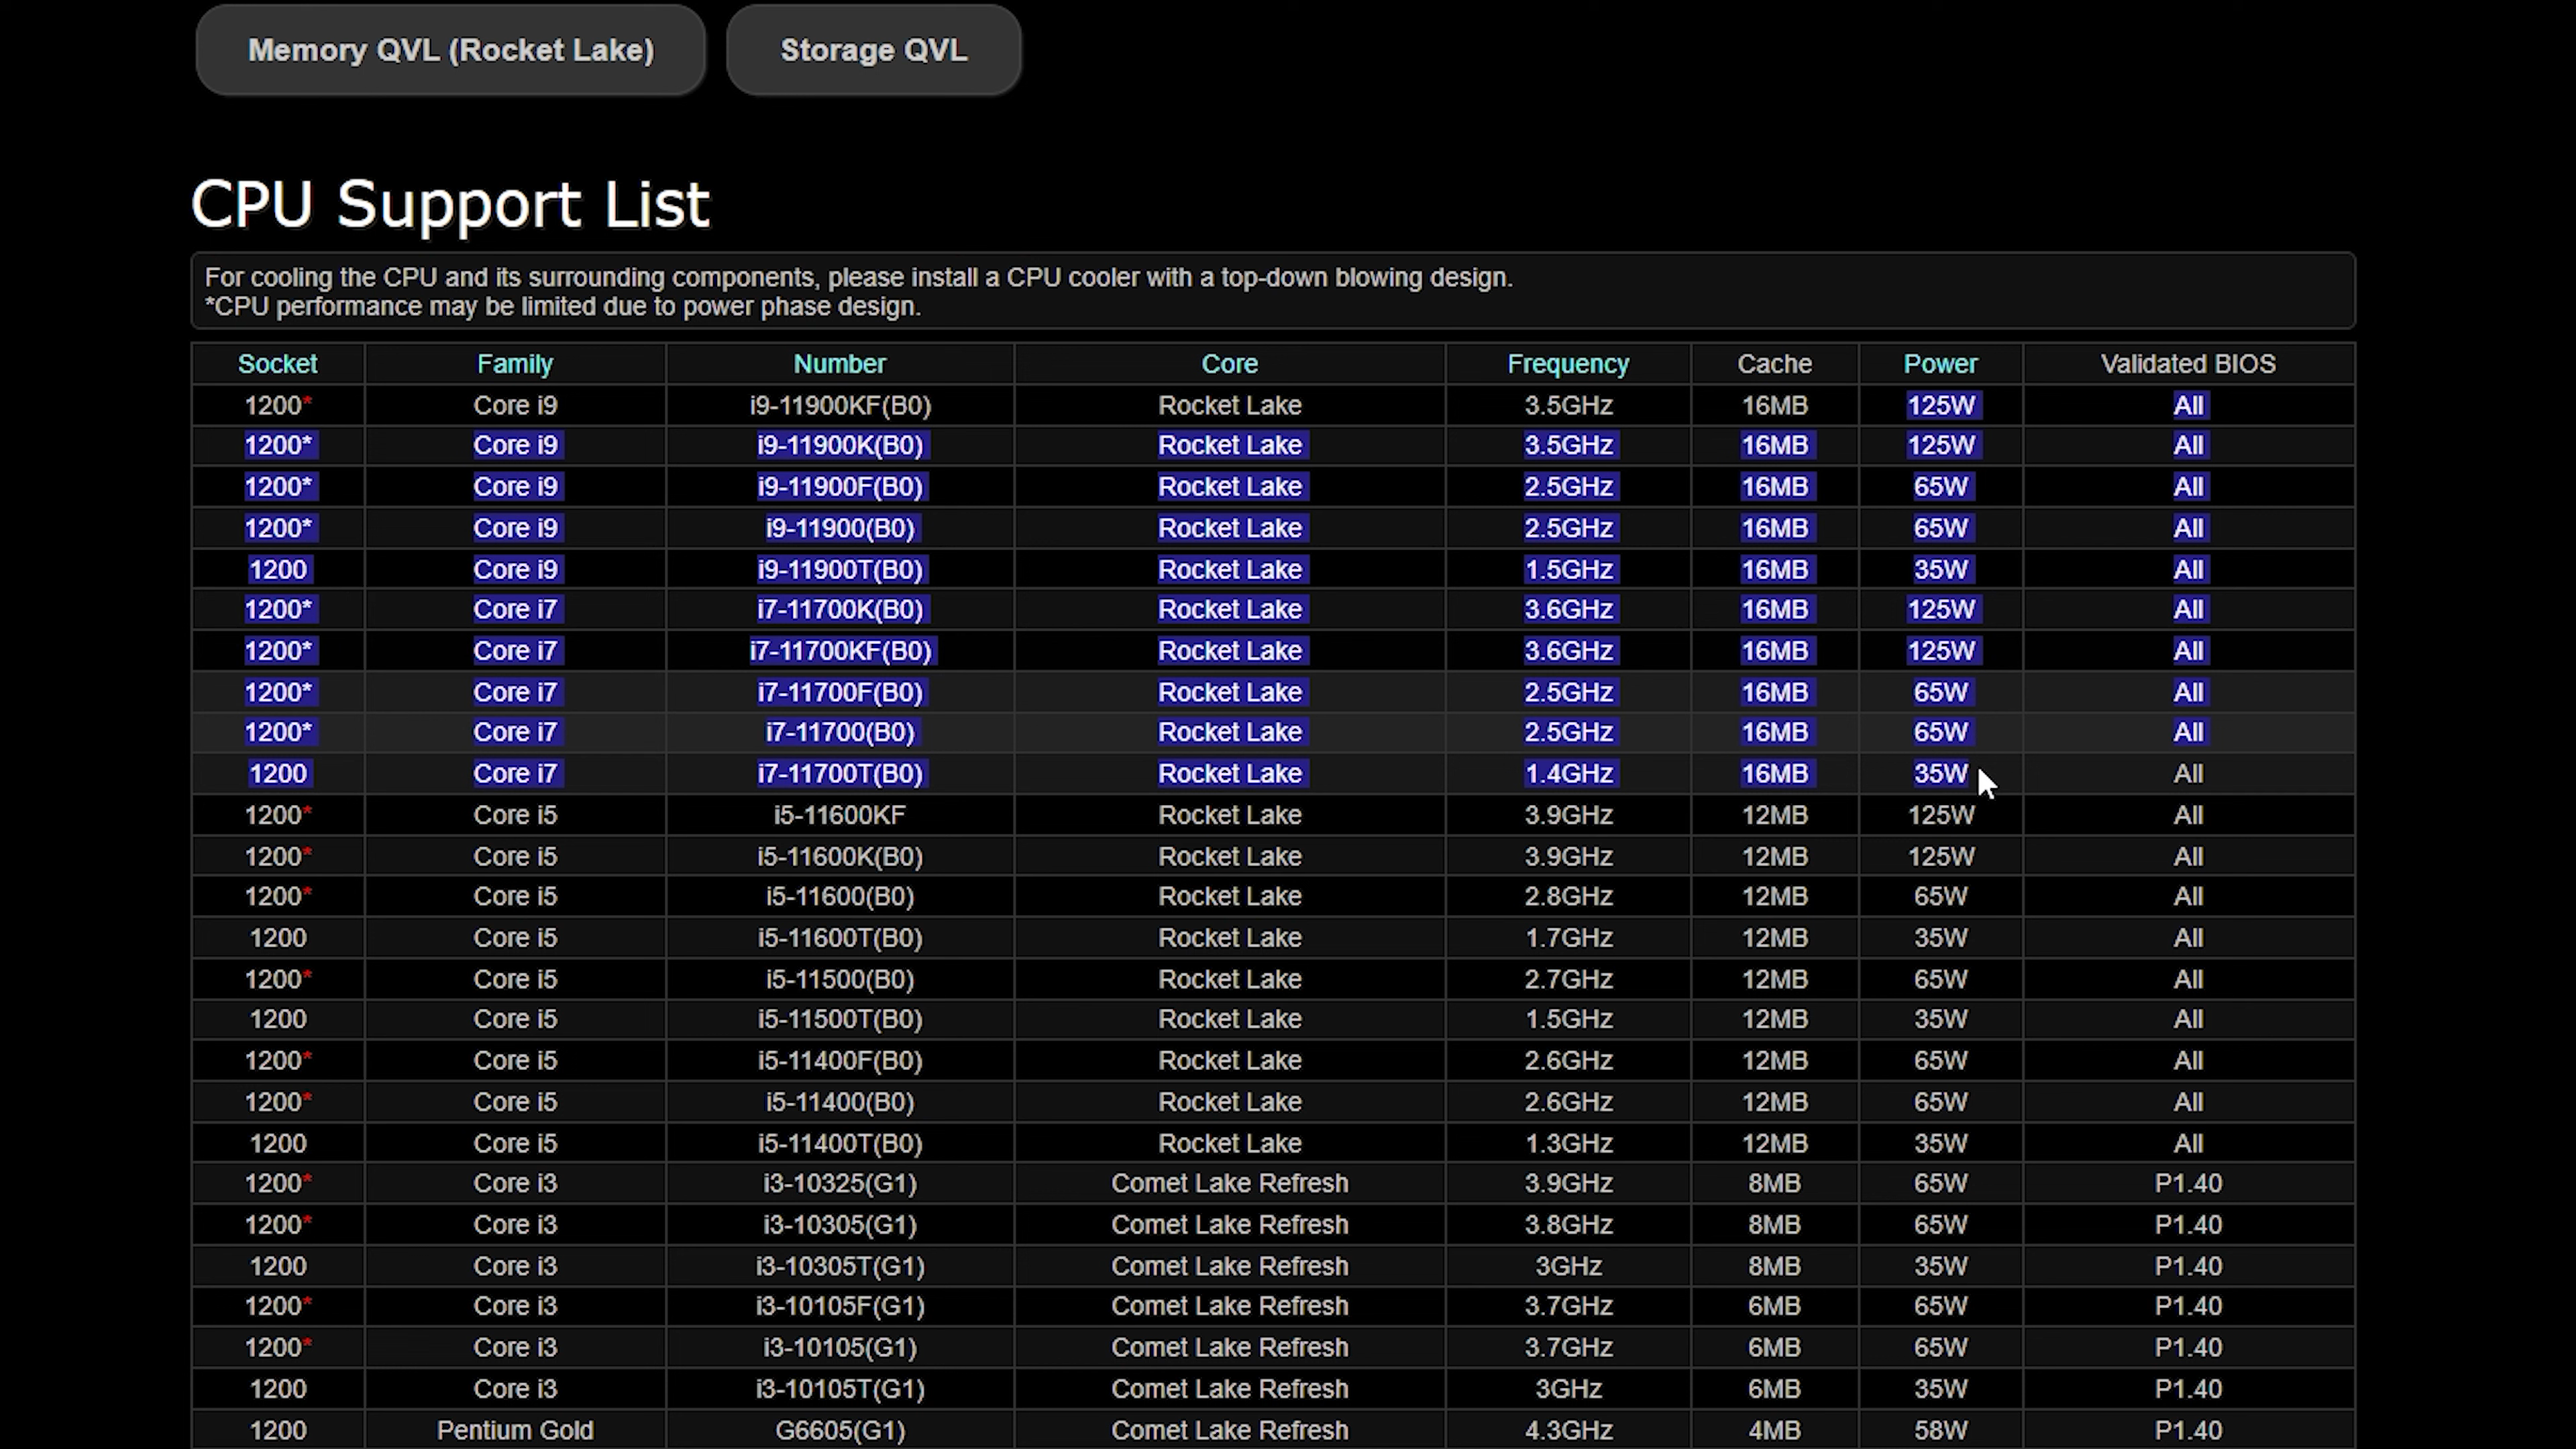 Memory QVL (Rocket Lake) Storage QVL
CPU Support List
For cooling the CPU and its surrounding components, please install a CPU cooler with a top-down blowing design.
*CPU performance may be limited due to power phase design.
Socket Family Number Core Frequency Cache Power Validated BIOS
1200* Core i9 i9-11900KF(B0) Rocket Lake 3.5GHz 16MB 125W All
1200* Core i9 i9-11900K(B0) Rocket Lake 3.5GHz 16MB 125W All
1200* Core i9 i9-11900F(B0) Rocket Lake 2.5GHz 16MB 65W All
1200* Core i9 i9-11900(B0) Rocket Lake 2.5GHz 16MB 65W All
1200 Core i9 i9-11900T(B0) Rocket Lake 1.5GHz 16MB 35W All
1200* Core i7 i7-11700K(B0) Rocket Lake 3.6GHz 16MB 125W All
1200* Core i7 i7-11700KF(B0) Rocket Lake 3.6GHz 16MB 125W All
1200* Core i7 i7-11700F(B0) Rocket Lake 2.5GHz 16MB 65W All
1200* Core i7 i7-11700(B0) Rocket Lake 2.5GHz 16MB 65W All
1200 Core i7 i7-11700T(B0) Rocket Lake 1.4GHz 16MB 35W All
1200* Core i5 i5-11600KF Rocket Lake 3.9GHz 12MB 125W All
1200* Core i5 i5-11600K(B0) Rocket Lake 3.9GHz 12MB 125W All
1200* Core i5 i5-11600(B0) Rocket Lake 2.8GHz 12MB 65W All
1200 Core i5 i5-11600T(B0) Rocket Lake 1.7GHz 12MB 35W All
1200* Core i5 i5-11500(B0) Rocket Lake 2.7GHz 12MB 65W All
1200 Core i5 i5-11500T(B0) Rocket Lake 1.5GHz 12MB 35W All
1200* Core i5 i5-11400F(B0) Rocket Lake 2.6GHz 12MB 65W All
1200* Core i5 i5-11400(B0) Rocket Lake 2.6GHz 12MB 65W All
1200 Core i5 i5-11400T(B0) Rocket Lake 1.3GHz 12MB 35W All
1200* Core i3 i3-10325(G1) Comet Lake Refresh 3.9GHz 8MB 65W P1.40
1200* Core i3 i3-10305(G1) Comet Lake Refresh 3.8GHz 8MB 65W P1.40
1200 Core i3 i3-10305T(G1) Comet Lake Refresh 3GHz 8MB 35W P1.40
1200* Core i3 i3-10105F(G1) Comet Lake Refresh 3.7GHz 6MB 65W P1.40
1200* Core i3 i3-10105(G1) Comet Lake Refresh 3.7GHz 6MB 65W P1.40
1200 Core i3 i3-10105T(G1) Comet Lake Refresh 3GHz 6MB 35W P1.40
1200 Pentium Gold G6605(G1) Comet Lake Refresh 4.3GHz 4MB 58W P1.40